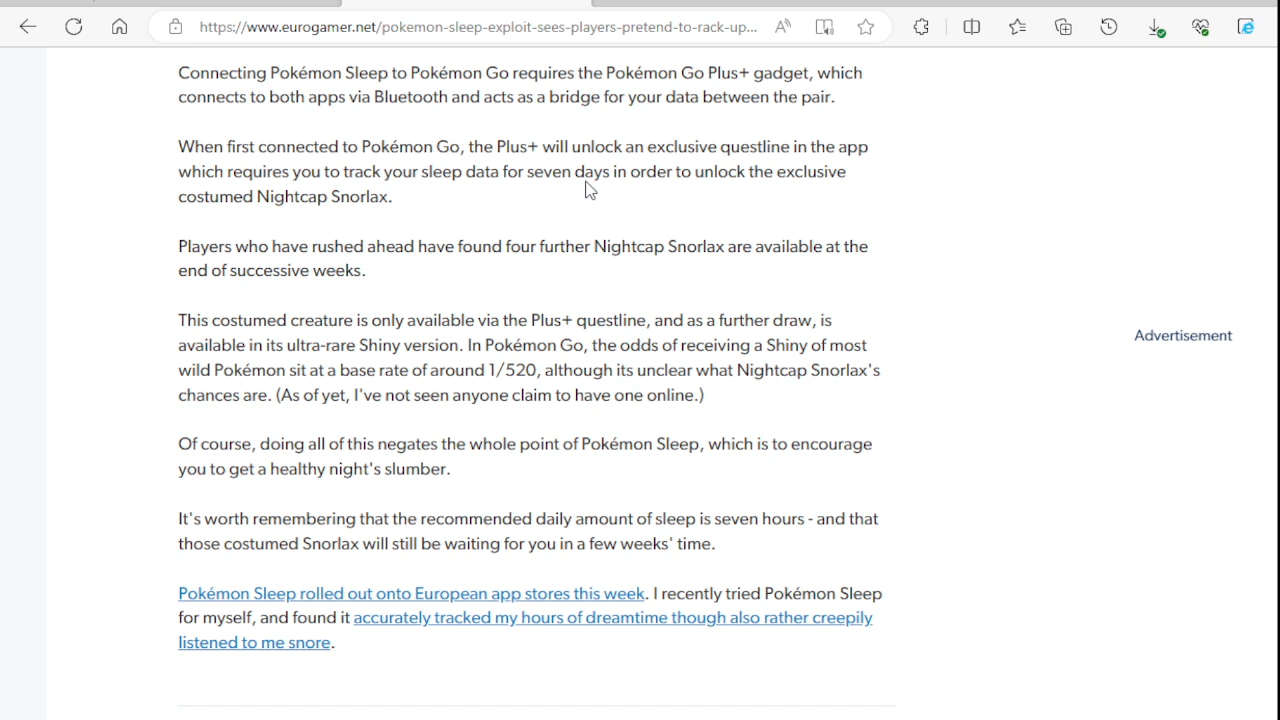 https://www.eurogamer.net/pokemon-sleep-exploit-sees-players-pretend-to-rack-up...
Connecting Pokémon Sleep to Pokémon Go requires the Pokémon Go Plus+ gadget, which
connects to both apps via Bluetooth and acts as a bridge for your data between the pair.
When first connected to Pokémon Go, the Plus+ will unlock an exclusive questline in the app
which requires you to track your sleep data for seven days in order to unlock the exclusive
costumed Nightcap Snorlax.
Players who have rushed ahead have found four further Nightcap Snorlax are available at the
end of successive weeks.
This costumed creature is only available via the Plus+ questline, and as a further draw, is
available in its ultra-rare Shiny version. In Pokémon Go, the odds of receiving a Shiny of most
wild Pokémon sit at a base rate of around 1/520, although its unclear what Nightcap Snorlax's
chances are. (As of yet, I've not seen anyone claim to have one online.)
Advertisement
Of course, doing all of this negates the whole point of Pokémon Sleep, which is to encourage
you to get a healthy night's slumber.
It's worth remembering that the recommended daily amount of sleep is seven hours - and that
those costumed Snorlax will still be waiting for you in a few weeks' time.
Pokémon Sleep rolled out onto European app stores this week. I recently tried Pokémon Sleep
for myself, and found it accurately tracked my hours of dreamtime though also rather creepily
listened to me snore.